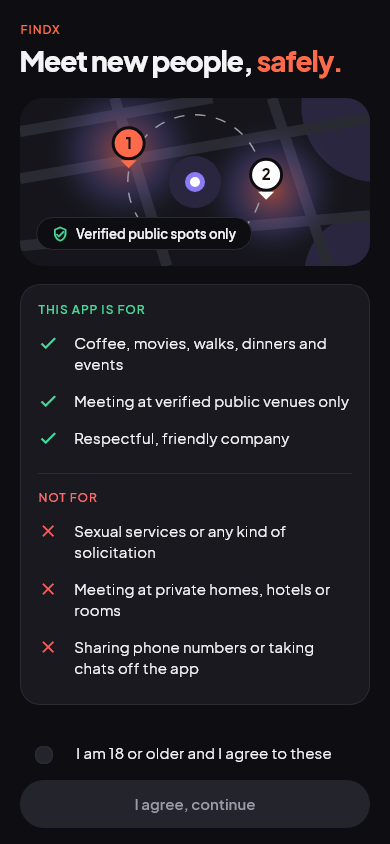 FINDX
Meet new people, safely.
1
2
Verified public spots only
THIS APP IS FOR
Coffee, movies, walks, dinners and
events
Meeting at verified public venues only
Respectful, friendly company
NOT FOR
Sexual services or any kind of
solicitation
Meeting at private homes, hotels or
rooms
Sharing phone numbers or taking
chats off the app
I am 18 or older and I agree to these
I agree, continue